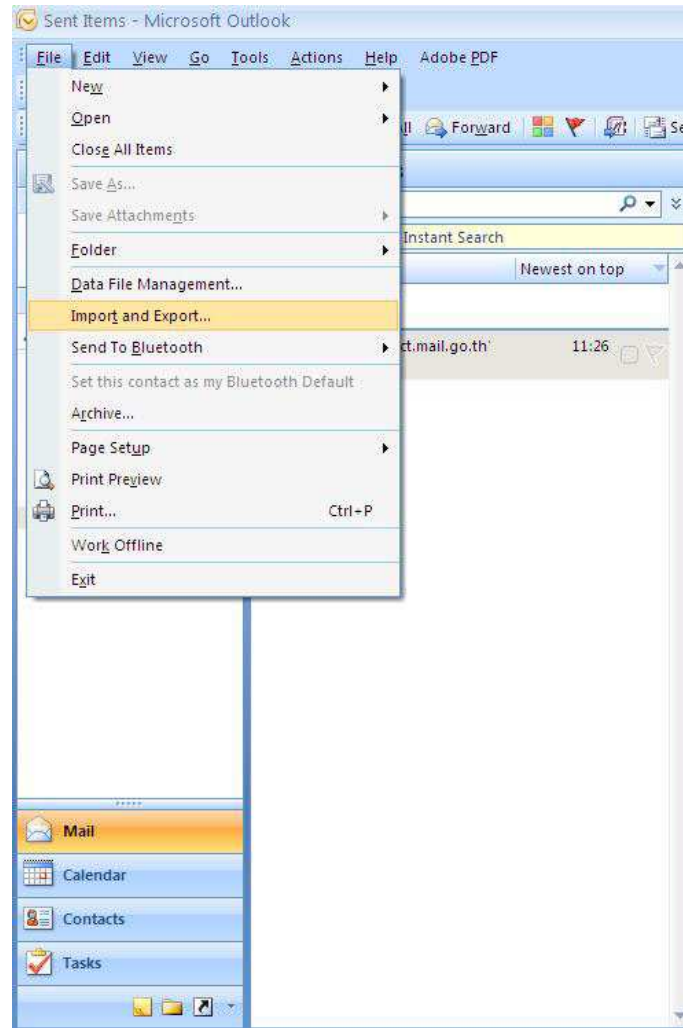 Sent Items - Microsoft Outlook
File Edit View Go Tools Actions Help Adobe PDF
New
Open
Forward
Close All Items
Save As...
Save Attachments
Instant Search
Folder
Newest on top
Data File Management...
Import and Export...
Send To Bluetooth
ct.mail.go.th' 11:26
Set this contact as my Bluetooth Default
Archive...
Page Setup
Print Preview
Print... Ctrl+P
Work Offline
Exit
Mail
Calendar
Contacts
Tasks